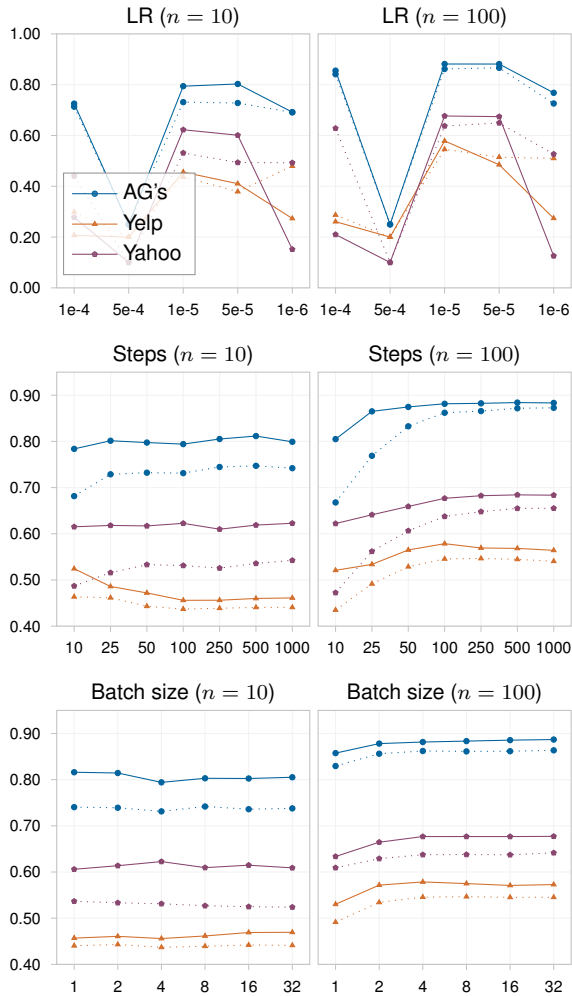 LR (n = 10)
LR (n = 100)
1.00
0.80
0.60
0.40
0.20
0.00
AG's
Yelp
Yahoo
1e-4 5e-4 1e-5 5e-5 1e-6
1e-4 5e-4 1e-5 5e-5 1e-6
Steps (n = 10)
Steps (n = 100)
0.90
0.80
0.70
0.60
0.50
0.40
10 25 50 100 250 500 1000
10 25 50 100 250 500 1000
Batch size (n = 10)
Batch size (n = 100)
0.90
0.80
0.70
0.60
0.50
0.40
1 2 4 8 16 32
1 2 4 8 16 32